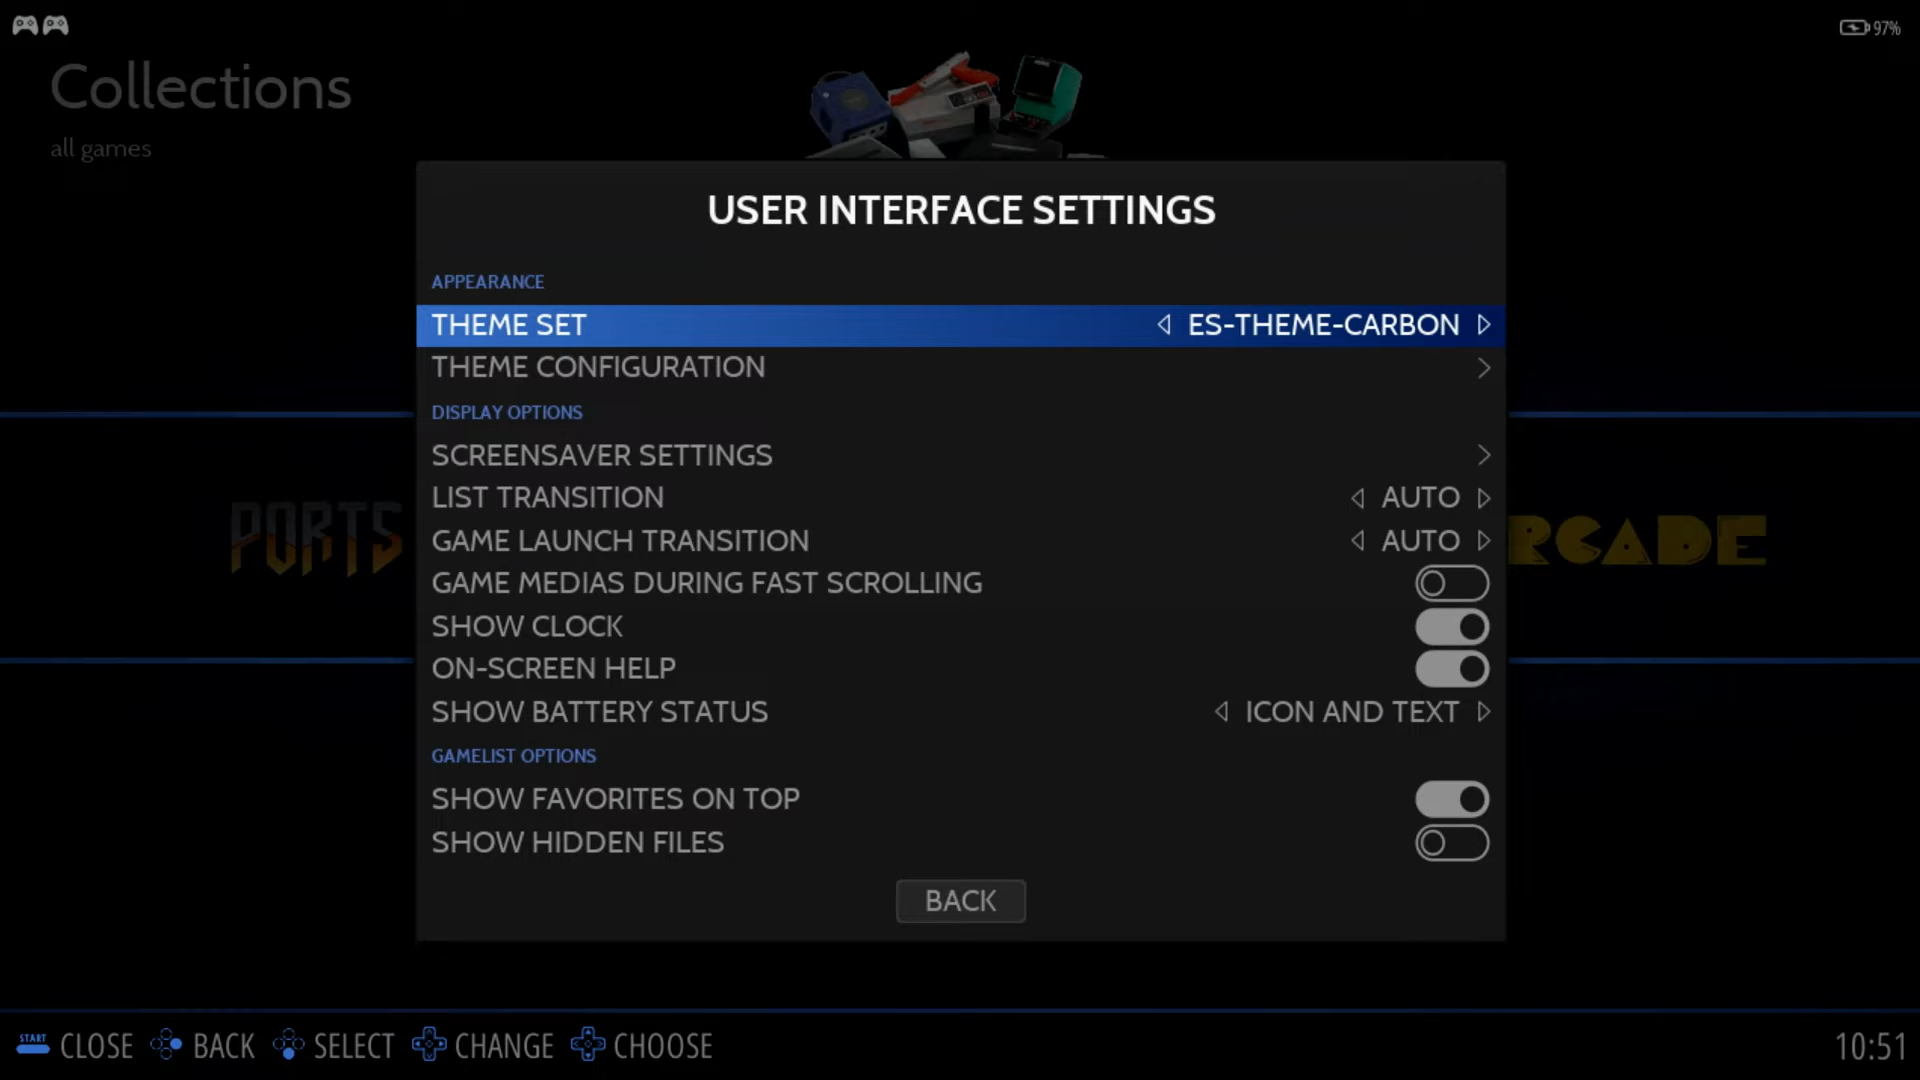 97%
Collections
all games
USER INTERFACE SETTINGS
APPEARANCE
THEME SET ES-THEME-CARBON
THEME CONFIGURATION
DISPLAY OPTIONS
SCREENSAVER SETTINGS
LIST TRANSITION AUTO
GAME LAUNCH TRANSITION AUTO
GAME MEDIAS DURING FAST SCROLLING
SHOW CLOCK
ON-SCREEN HELP
SHOW BATTERY STATUS ICON AND TEXT
GAMELIST OPTIONS
SHOW FAVORITES ON TOP
SHOW HIDDEN FILES
BACK
PORTS
RCADE
START CLOSE BACK SELECT CHANGE CHOOSE
10:51